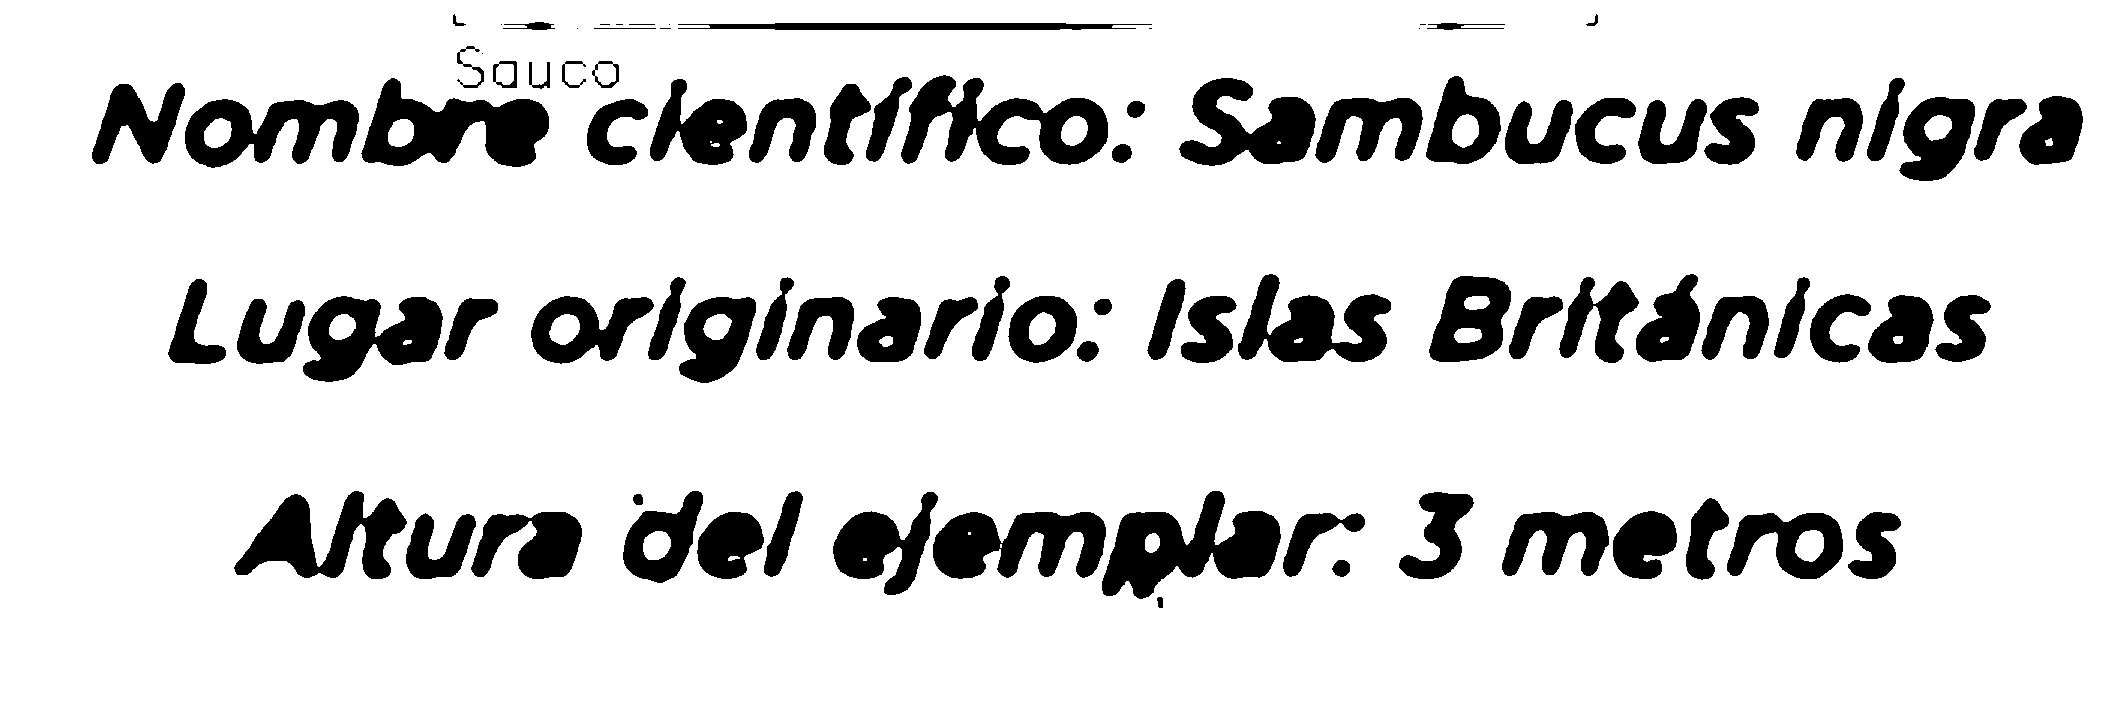 Sauco
Nombre científico: Sambucus nigra
Lugar originario: Islas Británicas
Altura del ejemplar: 3 metros